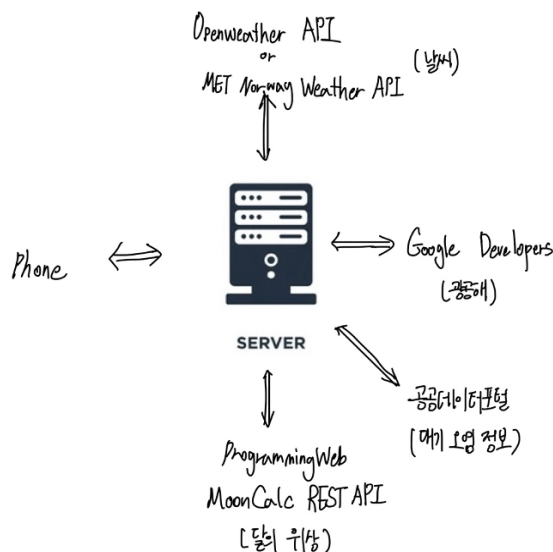 Openweather API
or
MET Norway Weather API
(날씨)
Phone
Google Developers
(광공해)
SERVER
공공데이터포털
(대기 오염 정보)
ProgrammingWeb
MoonCalc REST API
(달의 위상)